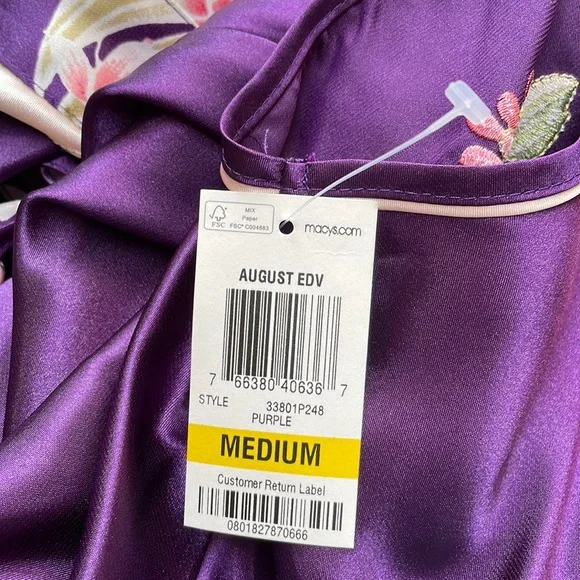 FSC
MIX
Paper
FSC® C004883
macys.com
AUGUST EDV
7 66380 40636 7
STYLE 33801P248
PURPLE
MEDIUM
Customer Return Label
0801827870666